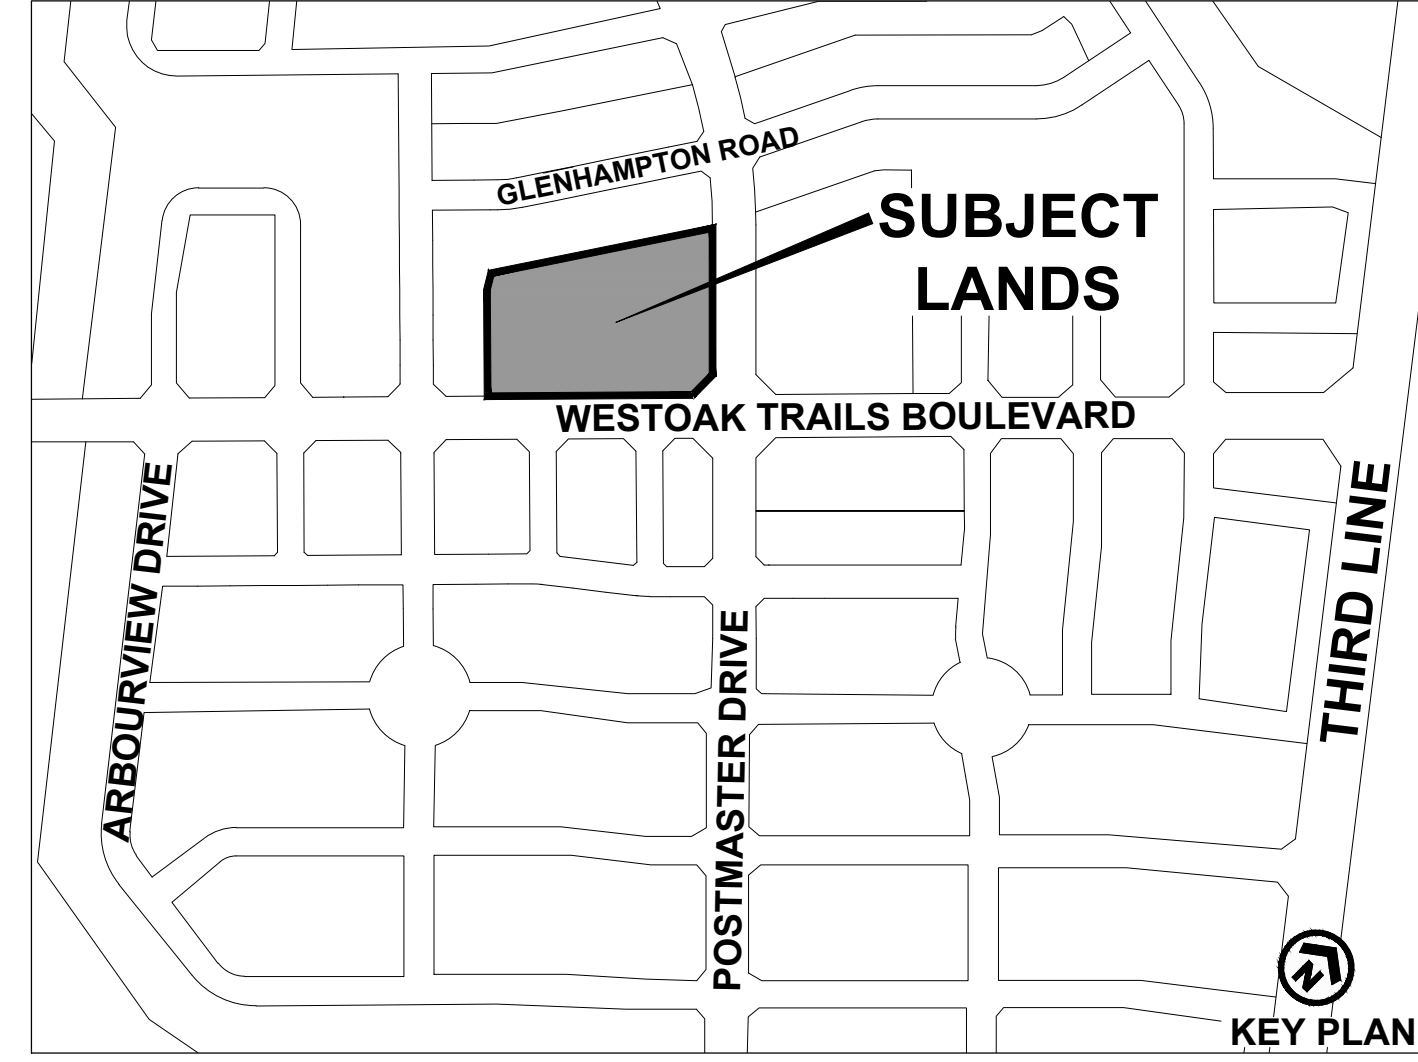 GLENHAMPTON ROAD
SUBJECT
LANDS
WESTOAK TRAILS BOULEVARD
ARBOURVIEW DRIVE
POSTMASTER DRIVE
THIRD LINE
N
KEY PLAN